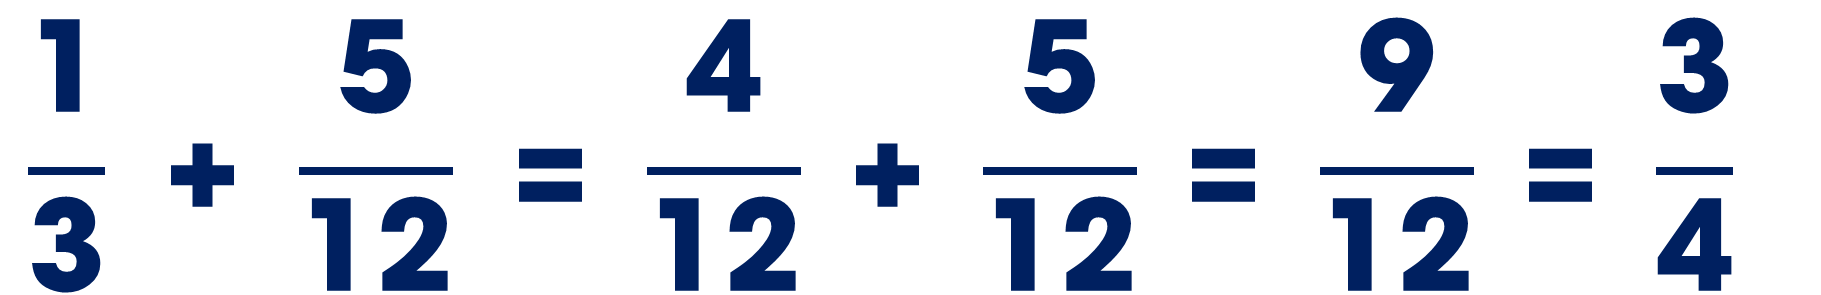 1/3 + 5/12 = 4/12 + 5/12 = 9/12 = 3/4